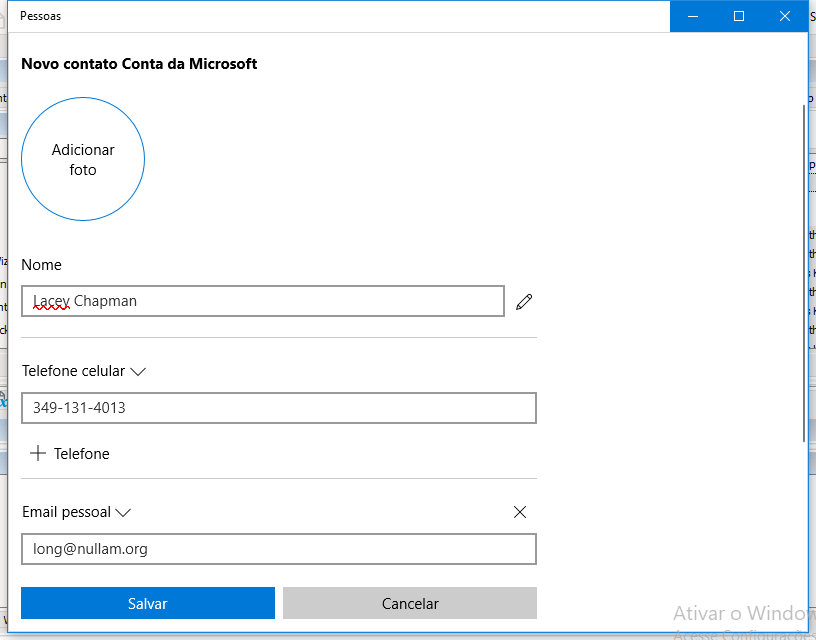 Pessoas
Novo contato Conta da Microsoft
Adicionar
foto
Nome
Lacey Chapman
Telefone celular
349-131-4013
Telefone
Email pessoal
long@nullam.org
Salvar
Cancelar
Ativar o Window
Acesse Configurações